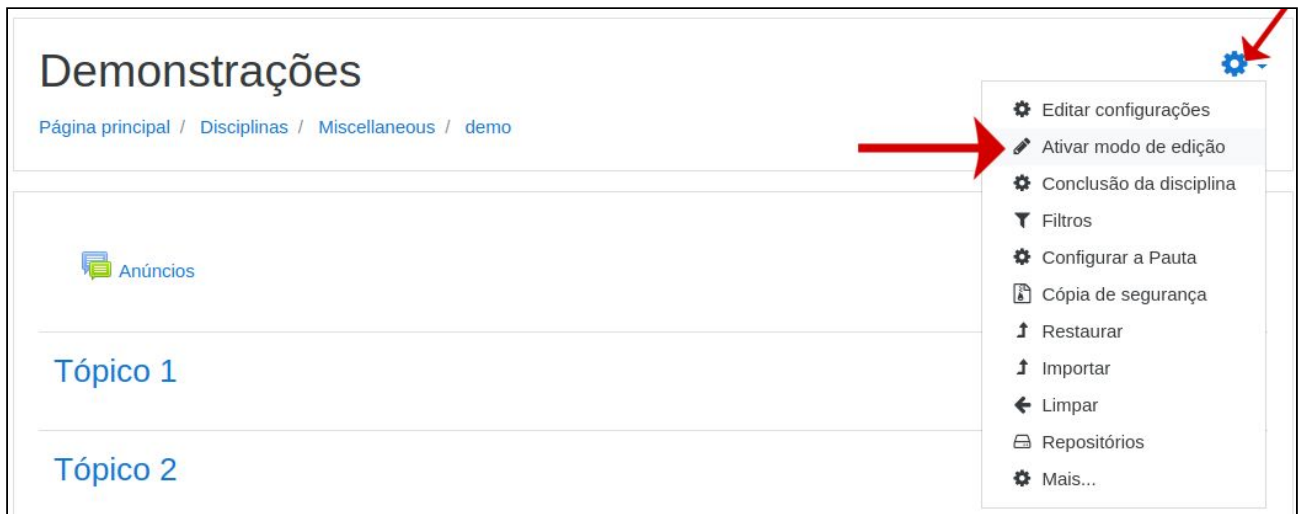 Demonstrações
Página principal / Disciplinas / Miscellaneous / demo
Editar configurações
Ativar modo de edição
Conclusão da disciplina
Filtros
Configurar a Pauta
Cópia de segurança
Restaurar
Importar
Limpar
Repositórios
Mais...
Anúncios
Tópico 1
Tópico 2